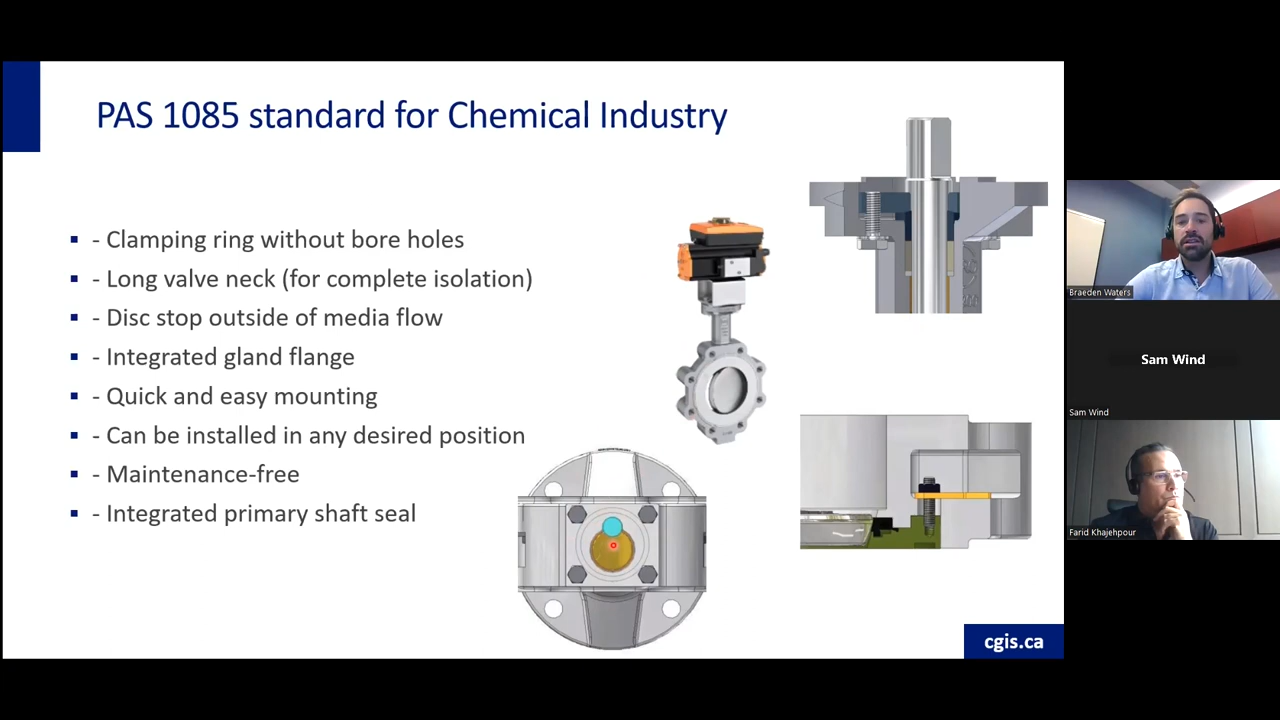 PAS 1085 standard for Chemical Industry
- Clamping ring without bore holes
- Long valve neck (for complete isolation)
- Disc stop outside of media flow
- Integrated gland flange
- Quick and easy mounting
- Can be installed in any desired position
- Maintenance-free
- Integrated primary shaft seal
cgis.ca
Braeden Waters
Sam Wind
Sam Wind
Farid Khajehpour